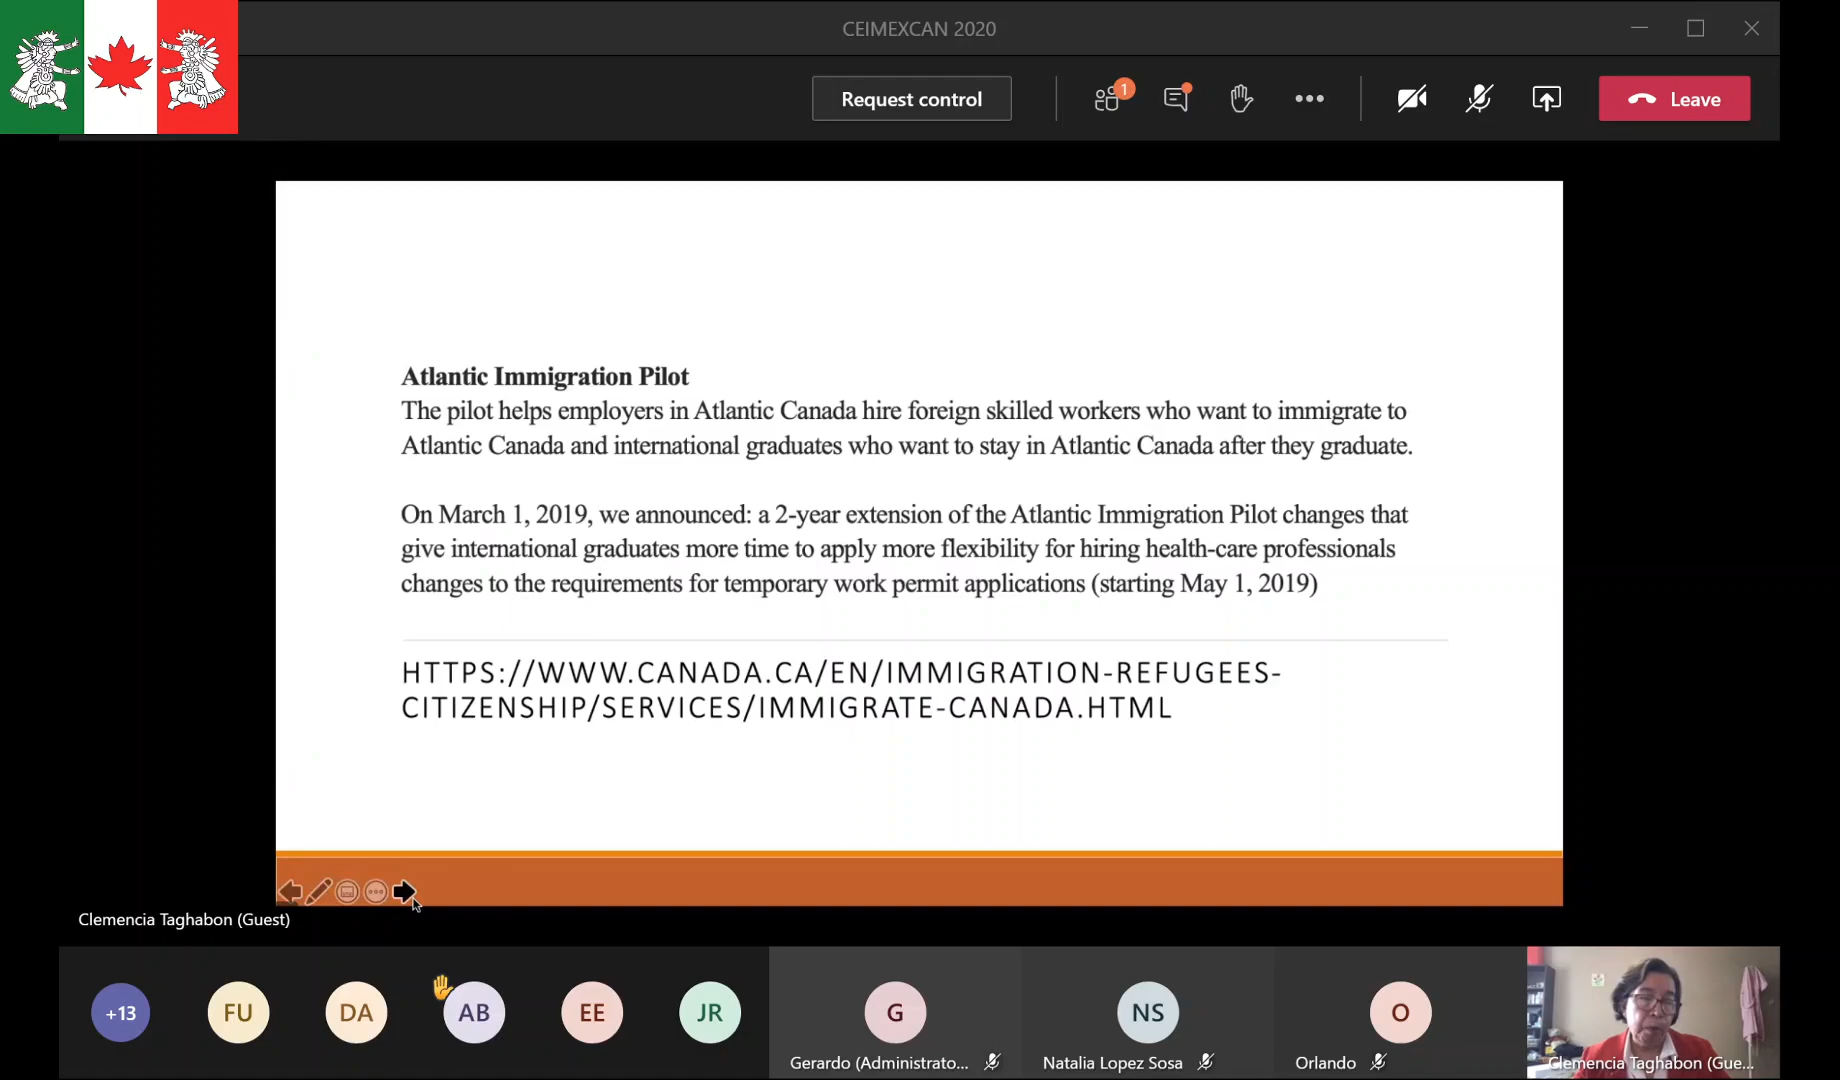 CEIMEXCAN 2020
Request control
1
Leave
Atlantic Immigration Pilot
The pilot helps employers in Atlantic Canada hire foreign skilled workers who want to immigrate to
Atlantic Canada and international graduates who want to stay in Atlantic Canada after they graduate.
On March 1, 2019, we announced: a 2-year extension of the Atlantic Immigration Pilot changes that
give international graduates more time to apply more flexibility for hiring health-care professionals
changes to the requirements for temporary work permit applications (starting May 1, 2019)
HTTPS://WWW.CANADA.CA/EN/IMMIGRATION-REFUGEES-
CITIZENSHIP/SERVICES/IMMIGRATE-CANADA.HTML
Clemencia Taghabon (Guest)
+13
FU
DA
AB
EE
JR
G
NS
O
Gerardo (Administrato...
Natalia Lopez Sosa
Orlando
Clemencia Taghabon (Gue...